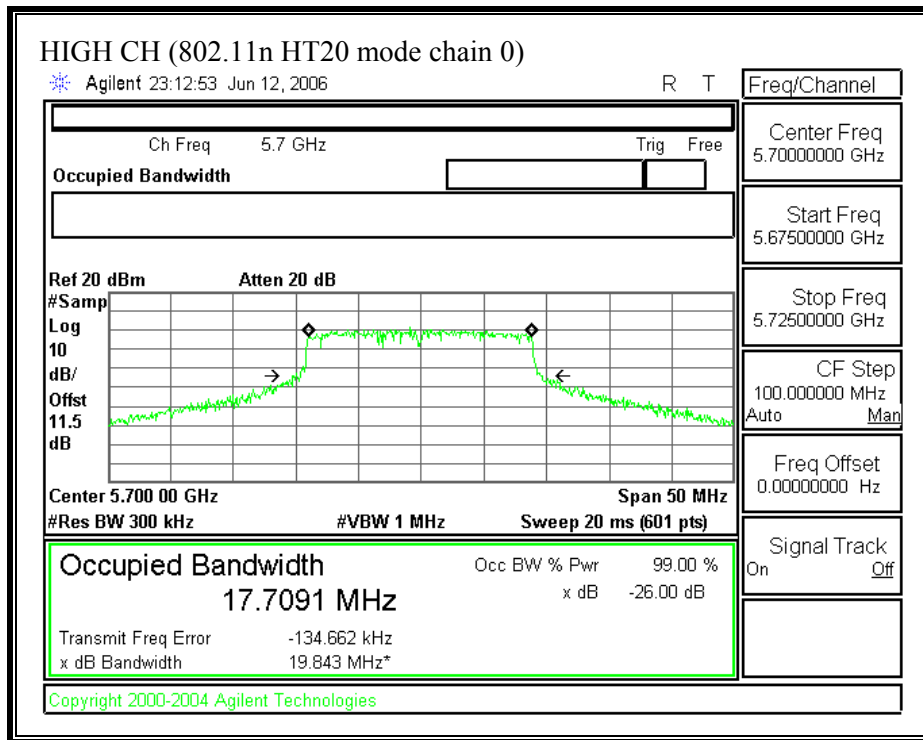 HIGH CH (802.11n HT20 mode chain 0)
Agilent 23:12:53 Jun 12, 2006 R T
Freq/Channel
Ch Freq 5.7 GHz Trig Free
Occupied Bandwidth
Center Freq
5.70000000 GHz
Start Freq
5.67500000 GHz
Stop Freq
5.72500000 GHz
CF Step
100.000000 MHz
Auto Man
Freq Offset
0.00000000 Hz
Signal Track
On Off
Ref 20 dBm Atten 20 dB
#Samp
Log
10
dB/
Offst
11.5
dB
Center 5.700 00 GHz Span 50 MHz
#Res BW 300 kHz #VBW 1 MHz Sweep 20 ms (601 pts)
Occupied Bandwidth
17.7091 MHz
Occ BW % Pwr 99.00 %
x dB -26.00 dB
Transmit Freq Error -134.662 kHz
x dB Bandwidth 19.843 MHz*
Copyright 2000-2004 Agilent Technologies